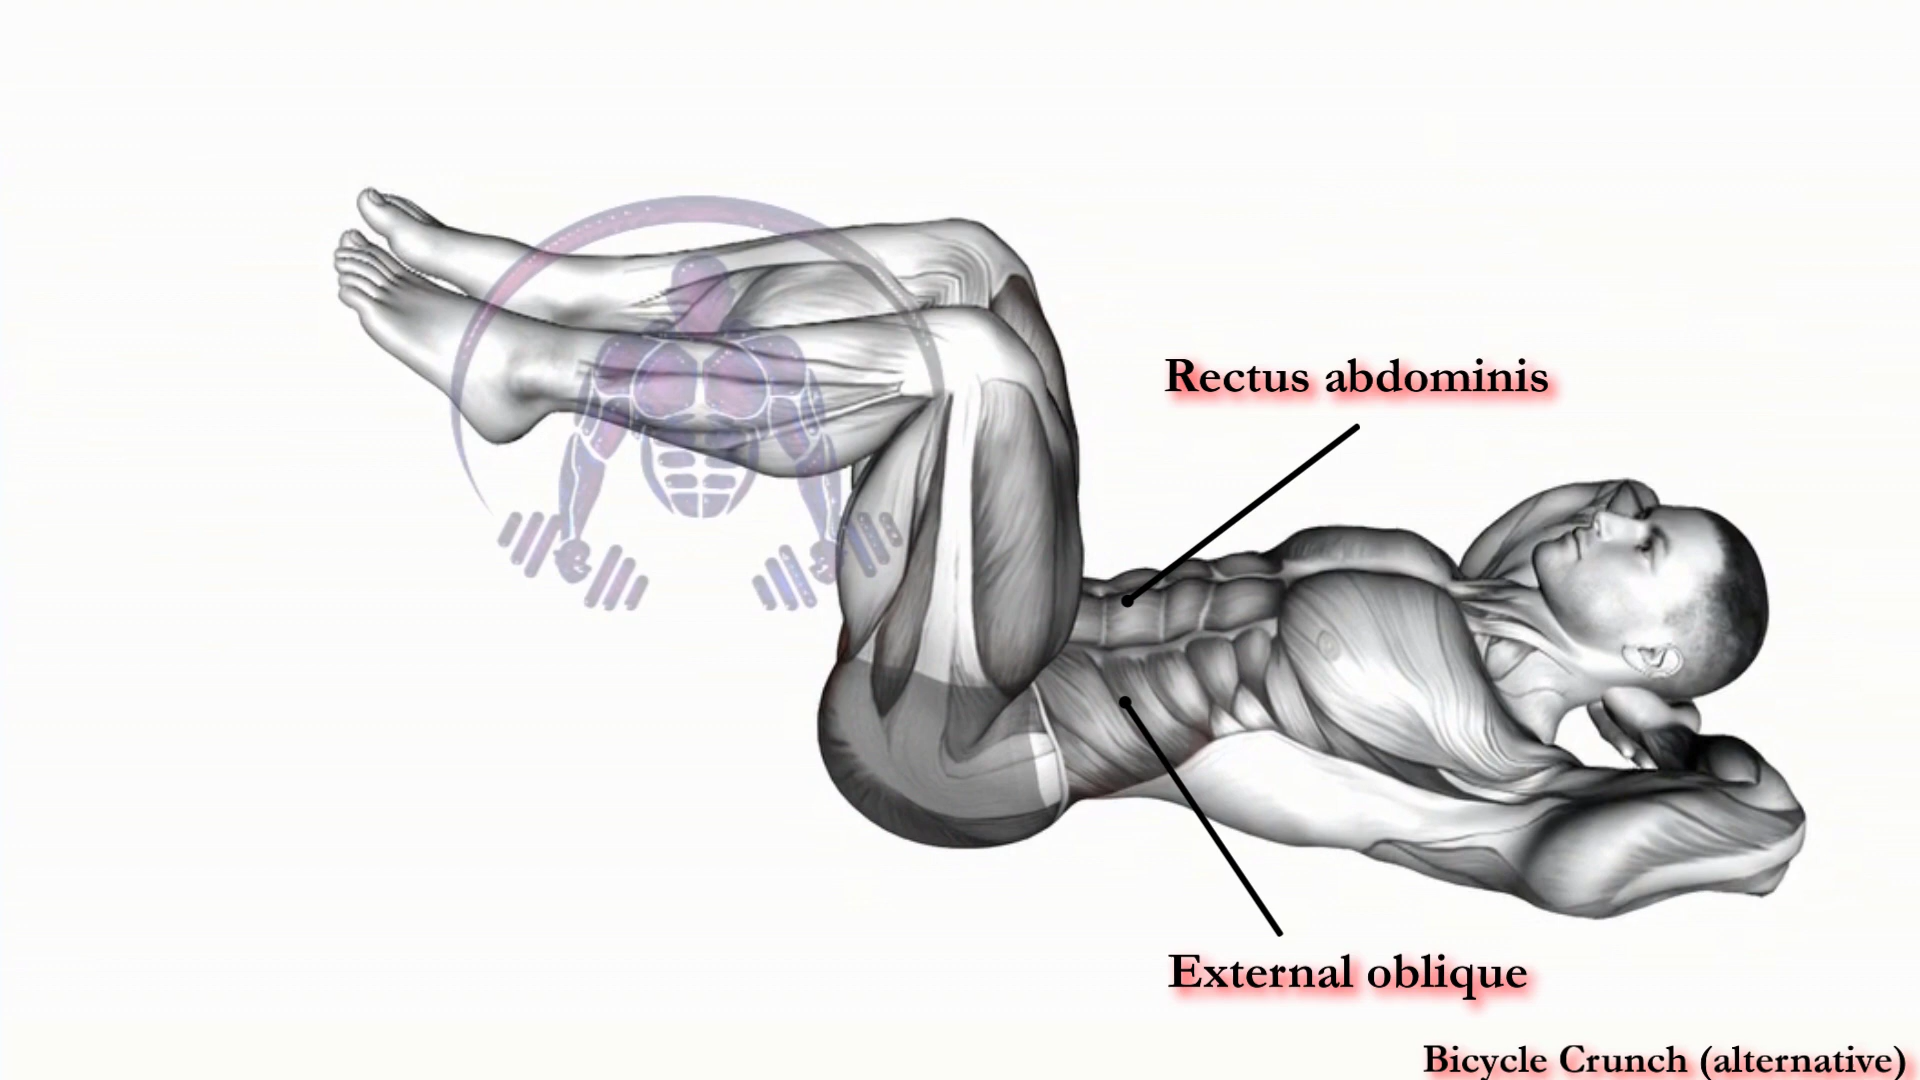 Rectus abdominis
External oblique
Bicycle Crunch (alternative)